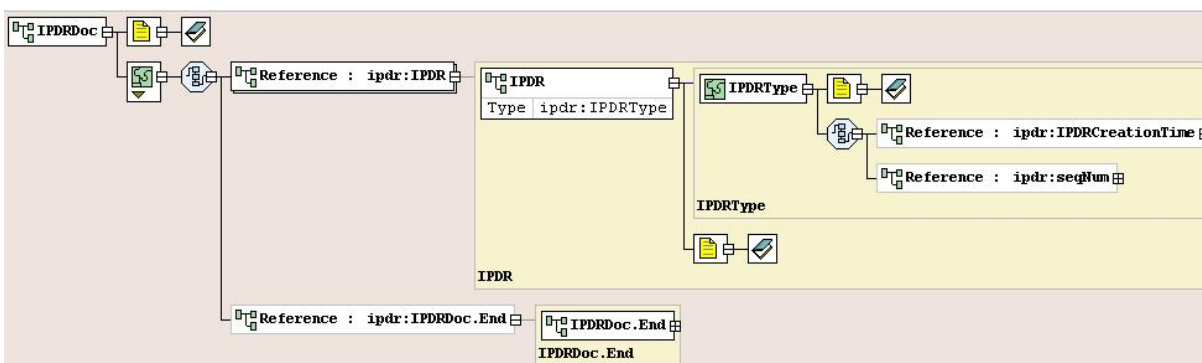 IPDRDoc
Reference : ipdr:IPDR
IPDR
Type ipdr:IPDRType
IPDRType
Reference : ipdr:IPDRCreationTime
Reference : ipdr:seqNum
IPDRType
IPDR
Reference : ipdr:IPDRDoc.End
IPDRDoc.End
IPDRDoc.End